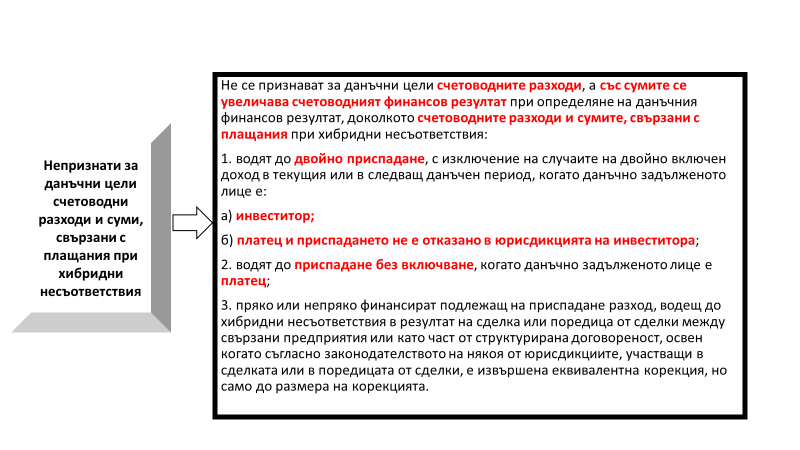 Непризнати за
данъчни цели
счетоводни
разходи и суми,
свързани с
плащания при
хибридни
несъответствия
Не се признават за данъчни цели счетоводните разходи, а със сумите се
увеличава счетоводният финансов резултат при определяне на данъчния
финансов резултат, доколкото счетоводните разходи и сумите, свързани с
плащания при хибридни несъответствия:
1. водят до двойно приспадане, с изключение на случаите на двойно включен
доход в текущия или в следващ данъчен период, когато данъчно задълженото
лице е:
а) инвеститор;
б) платец и приспадането не е отказано в юрисдикцията на инвеститора;
2. водят до приспадане без включване, когато данъчно задълженото лице е
платец;
3. пряко или непряко финансират подлежащ на приспадане разход, водещ до
хибридни несъответствия в резултат на сделка или поредица от сделки между
свързани предприятия или като част от структурирана договореност, освен
когато съгласно законодателството на някоя от юрисдикциите, участващи в
сделката или в поредицата от сделки, е извършена еквивалентна корекция, но
само до размера на корекцията.